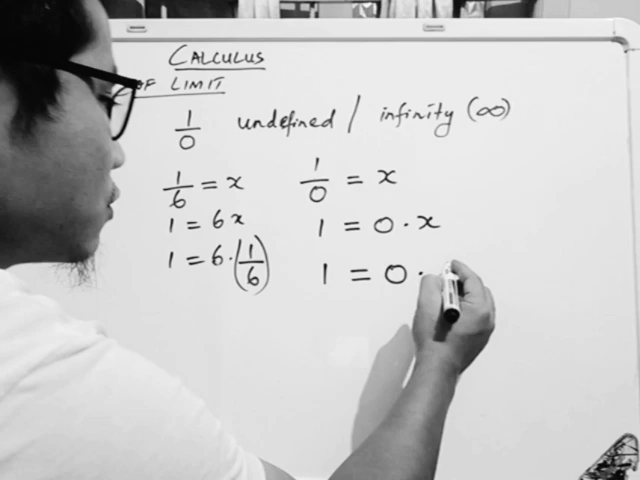 CALCULUS
OF LIMIT
1/0 undefined / infinity (∞)
1/6 = x
1 = 6x
1 = 6·(1/6)
1/0 = x
1 = 0·x
1 = 0·